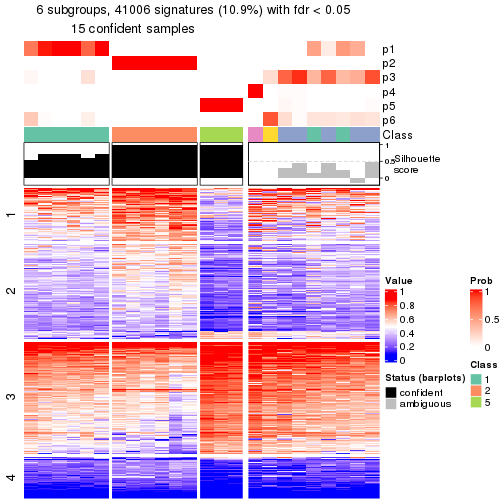 6 subgroups, 41006 signatures (10.9%) with fdr < 0.05
15 confident samples
p1
p2
p3
p4
p5
p6
Class
1
0.5
0
Silhouette
score
1
2
3
4
Value
1
0.8
0.6
0.4
0.2
0
Prob
1
0.5
0
Status (barplots)
confident
ambiguous
Class
1
2
5